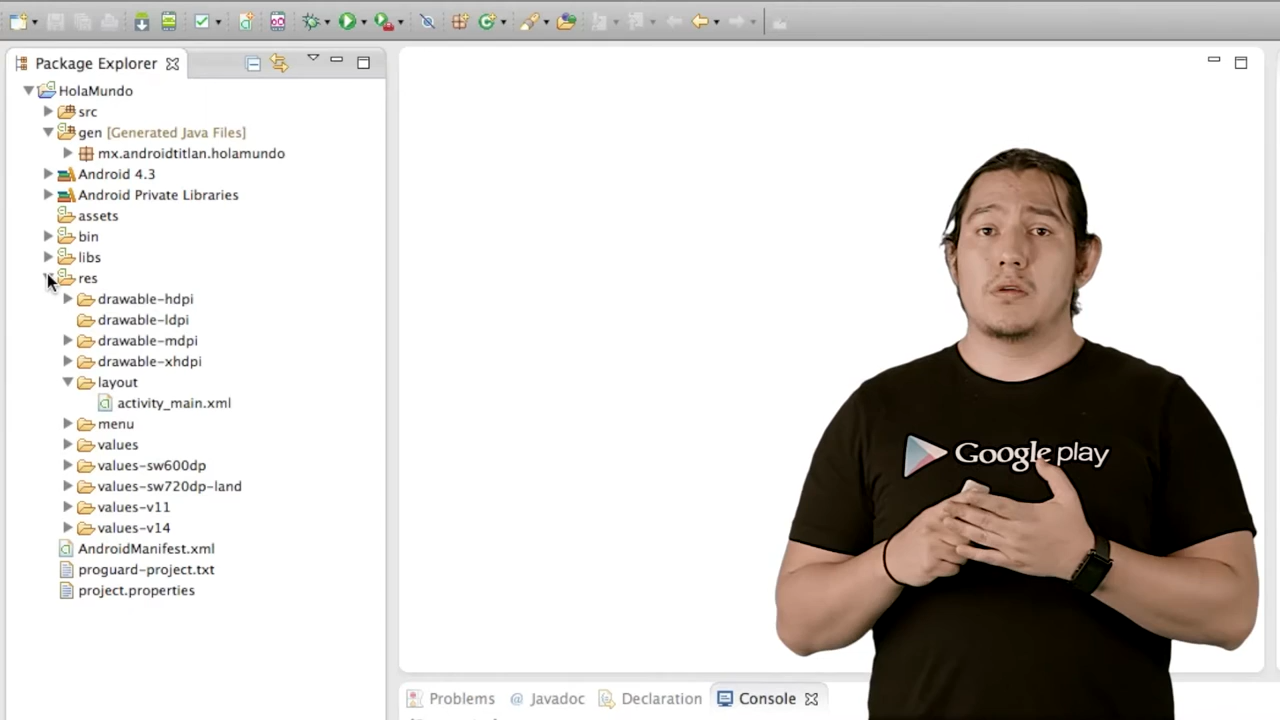 Package Explorer
HolaMundo
src
gen [Generated Java Files]
mx.androidtitlan.holamundo
Android 4.3
Android Private Libraries
assets
bin
libs
res
drawable-hdpi
drawable-ldpi
drawable-mdpi
drawable-xhdpi
layout
activity_main.xml
menu
values
values-sw600dp
values-sw720dp-land
values-v11
values-v14
AndroidManifest.xml
proguard-project.txt
project.properties
Google play
Problems @ Javadoc Declaration Console